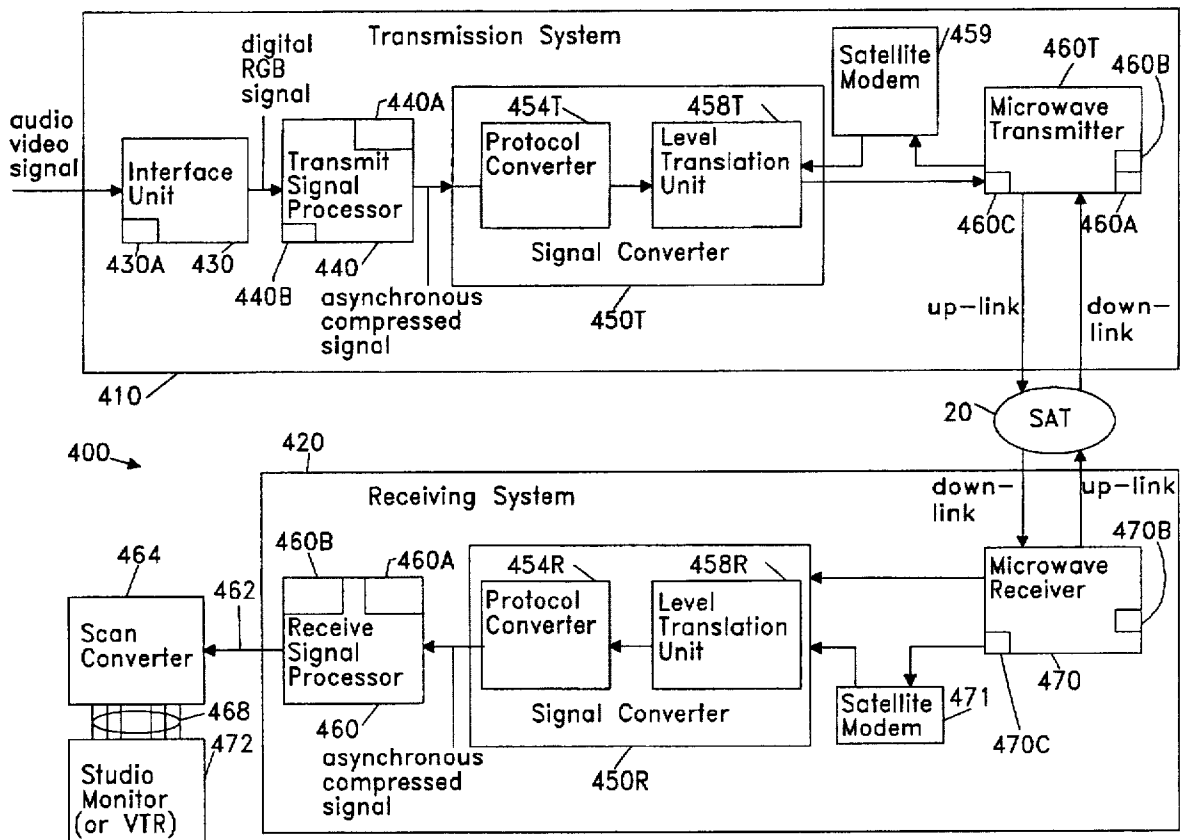 Transmission System
digital
RGB
signal
audio
video
signal
Interface
Unit
430A
430
440A
Transmit
Signal
Processor
440B
440
asynchronous
compressed
signal
454T
Protocol
Converter
458T
Level
Translation
Unit
Signal Converter
450T
Satellite
Modem
459
460T
460B
Microwave
Transmitter
460C
460A
up-link
down-
link
410
20
SAT
400
420
Receiving System
down-
link
up-link
464
Scan
Converter
462
468
472
Studio
Monitor
(or VTR)
460B
460A
Receive
Signal
Processor
460
asynchronous
compressed
signal
454R
Protocol
Converter
458R
Level
Translation
Unit
Signal Converter
450R
Satellite
Modem
471
470B
Microwave
Receiver
470C
470